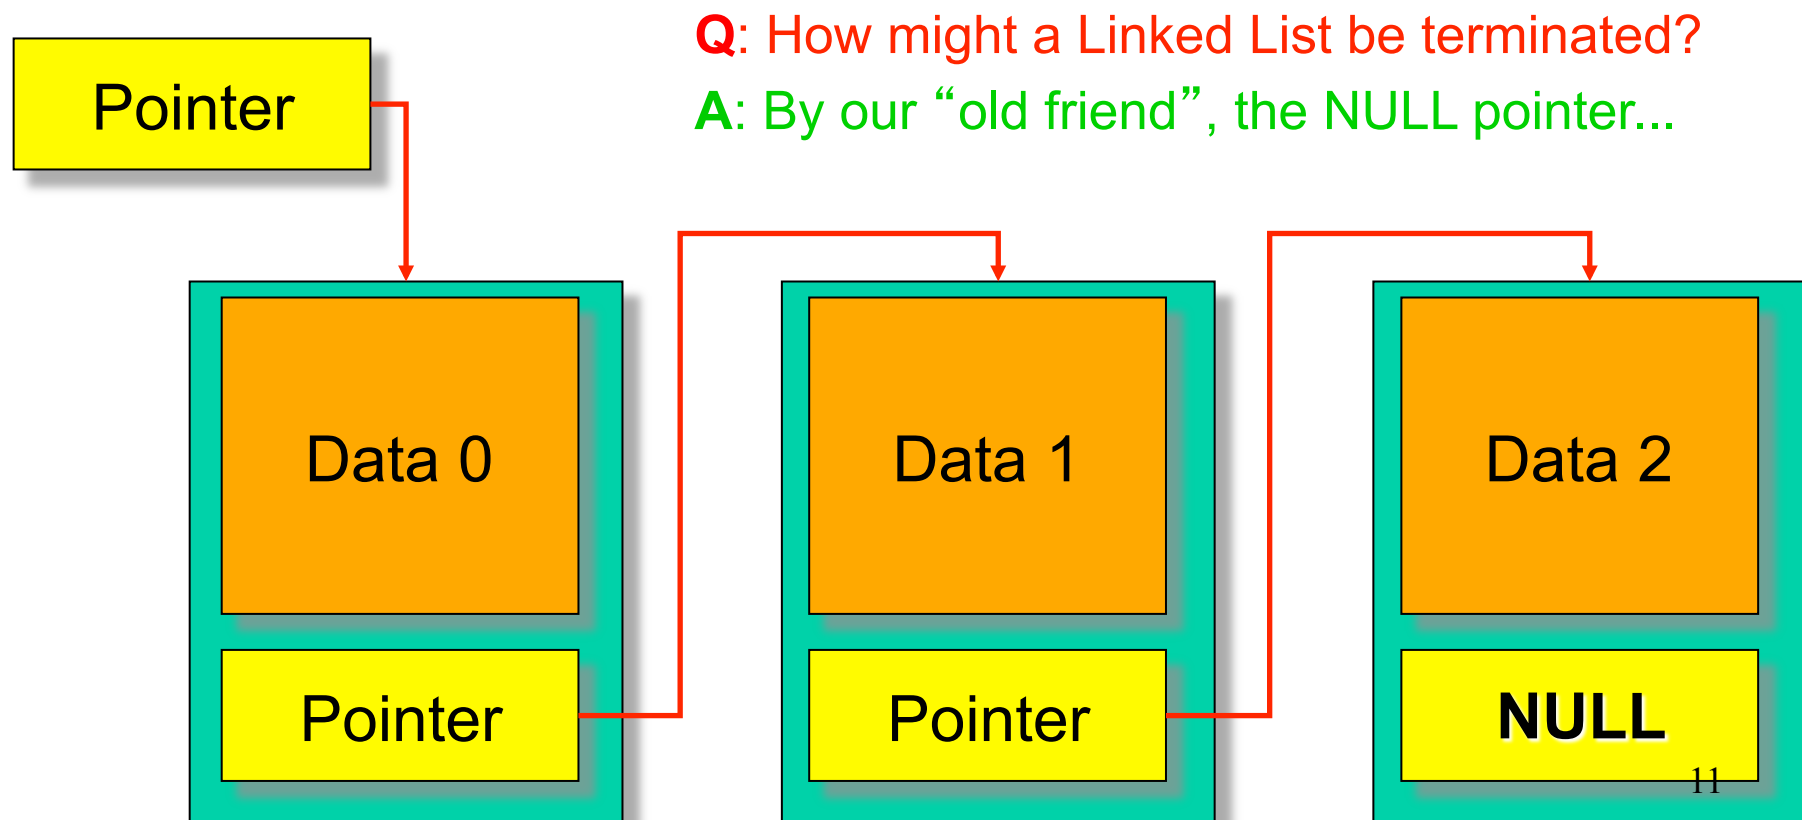 Q: How might a Linked List be terminated?
A: By our “old friend”, the NULL pointer...
Pointer
Data 0
Data 1
Data 2
Pointer
Pointer
NULL
11